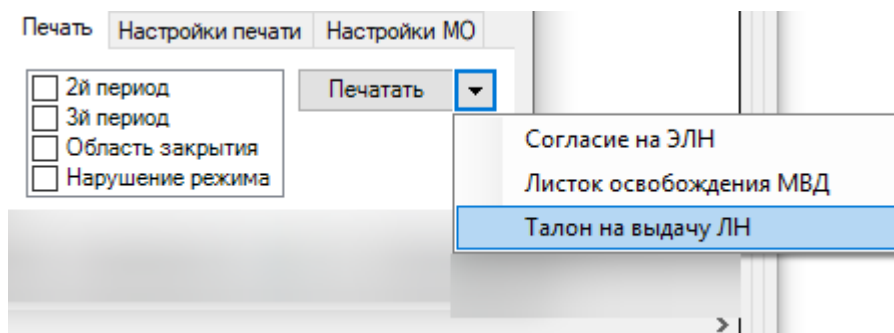 Печать Настройки печати Настройки МО
2й период
3й период
Область закрытия
Нарушение режима
Печатать
Согласие на ЭЛН
Листок освобождения МВД
Талон на выдачу ЛН